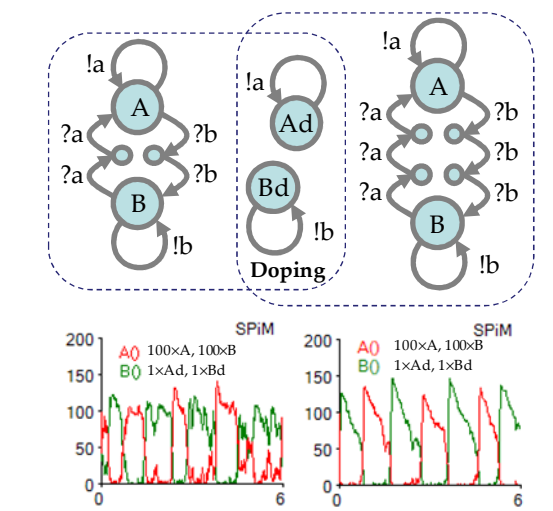 !a
A
?a
?b
?a
?b
B
!b
!a
Ad
Bd
!b
Doping
!a
A
?a
?b
?a
?b
?a
?b
B
!b
SPiM
200
150
100
50
0
A() 100×A, 100×B
B() 1×Ad, 1×Bd
0
6
SPiM
200
150
100
50
0
A() 100×A, 100×B
B() 1×Ad, 1×Bd
0
6